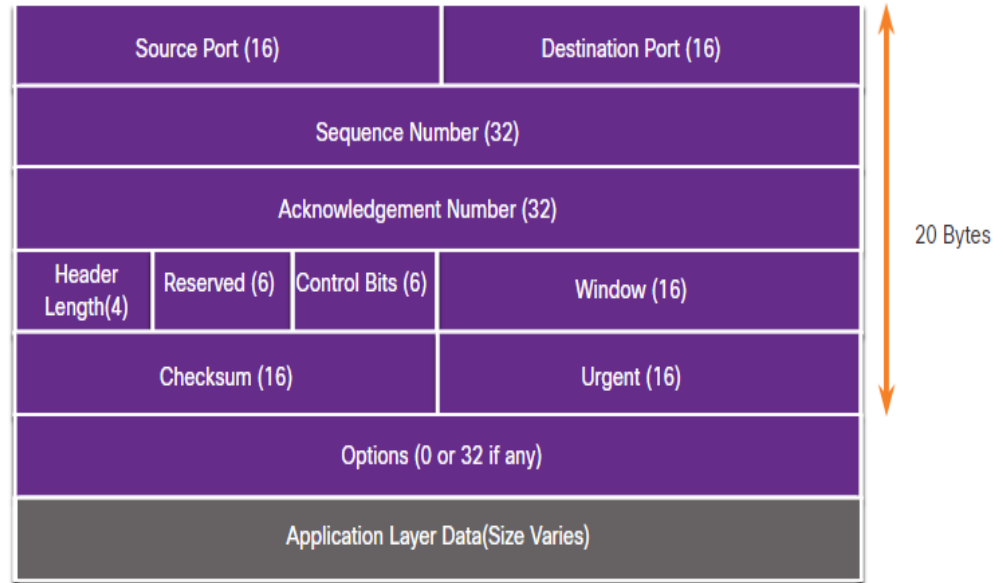 Source Port (16)
Destination Port (16)
Sequence Number (32)
Acknowledgement Number (32)
20 Bytes
Header
Length(4)
Reserved (6)
Control Bits (6)
Window (16)
Checksum (16)
Urgent (16)
Options (0 or 32 if any)
Application Layer Data(Size Varies)